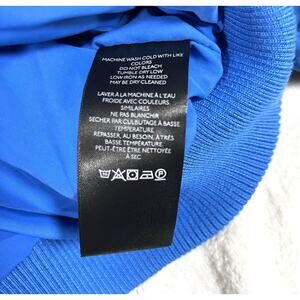 MACHINE WASH COLD WITH LIKE
COLORS
DO NOT BLEACH
TUMBLE DRY LOW
LOW IRON AS NEEDED
MAY BE DRY CLEANED
LAVER À LA MACHINE À L'EAU
FROIDE AVEC COULEURS
SIMILAIRES
NE PAS BLANCHIR
SÉCHER PAR CULBUTAGE À BASSE
TEMPÉRATURE
REPASSER, AU BESOIN, À TRÈS
BASSE TEMPÉRATURE.
PEUT-ÊTRE ÊTRE NETTOYÉE
À SEC